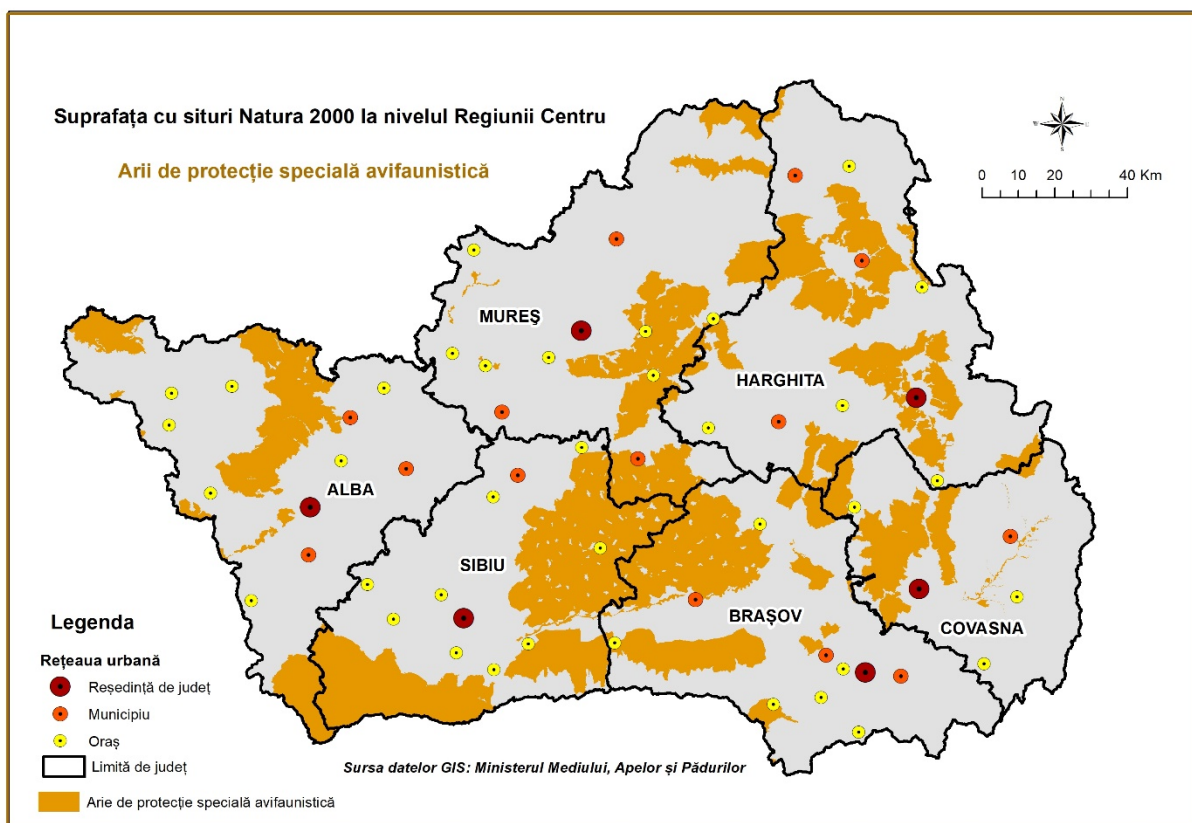 Suprafața cu situri Natura 2000 la nivelul Regiunii Centru
Arii de protecție specială avifaunistică
N
0 10 20 40 Km
MUREŞ
HARGHITA
ALBA
SIBIU
BRAŞOV
COVASNA
Legenda
Rețeaua urbană
Reședință de județ
Municipiu
Oraș
Limită de județ
Arie de protecție specială avifaunistică
Sursa datelor GIS: Ministerul Mediului, Apelor și Pădurilor